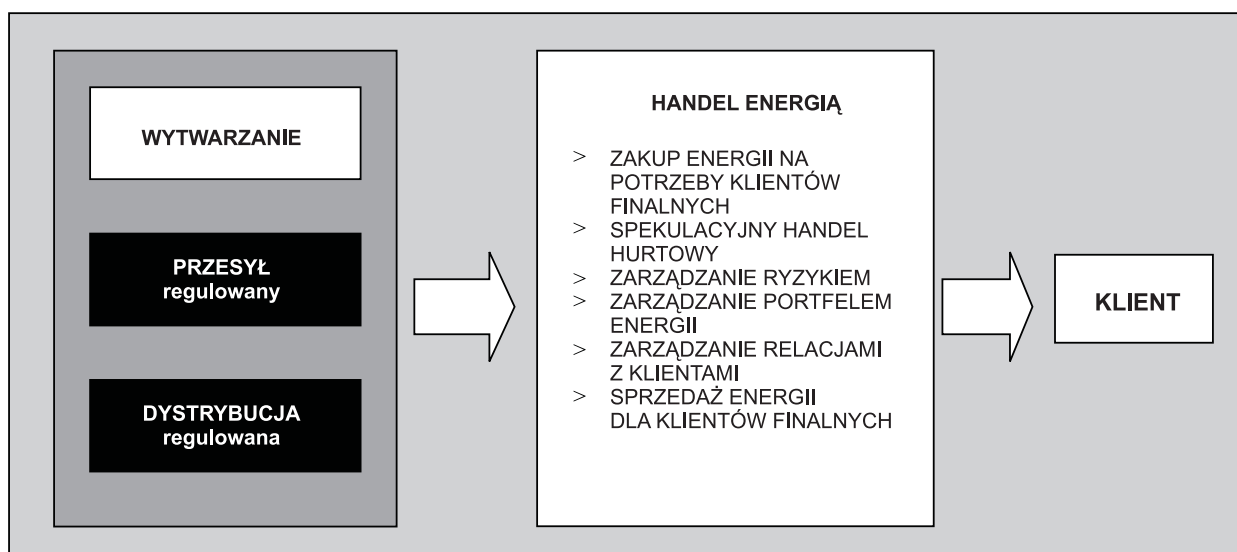 WYTWARZANIE
PRZESYŁ
regulowany
DYSTRYBUCJA
regulowana
HANDEL ENERGIĄ
> ZAKUP ENERGII NA
POTRZEBY KLIENTÓW
FINALNYCH
> SPEKULACYJNY HANDEL
HURTOWY
> ZARZĄDZANIE RYZYKIEM
> ZARZĄDZANIE PORTFELEM
ENERGII
> ZARZĄDZANIE RELACJAMI
Z KLIENTAMI
> SPRZEDAŻ ENERGII
DLA KLIENTÓW FINALNYCH
KLIENT